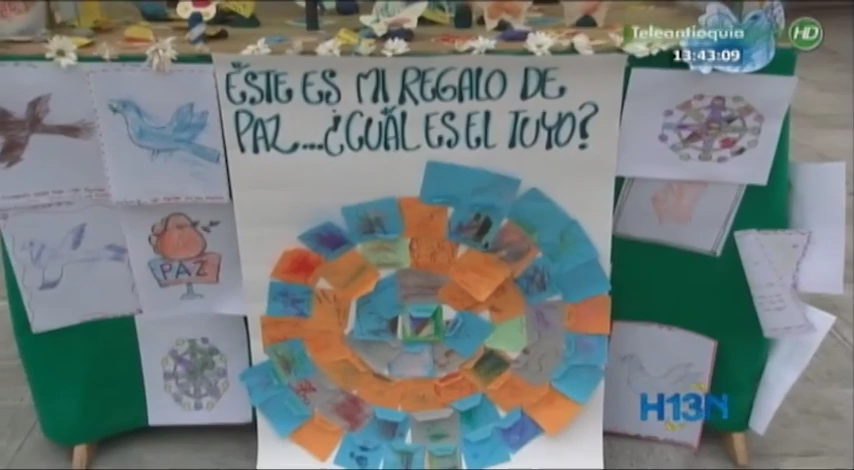 Teleantioquia
HD
13:43:09
ESTE ES MI REGALO DE
PAZ...¿CUÁL ES EL TUYO?
PAZ
H13N